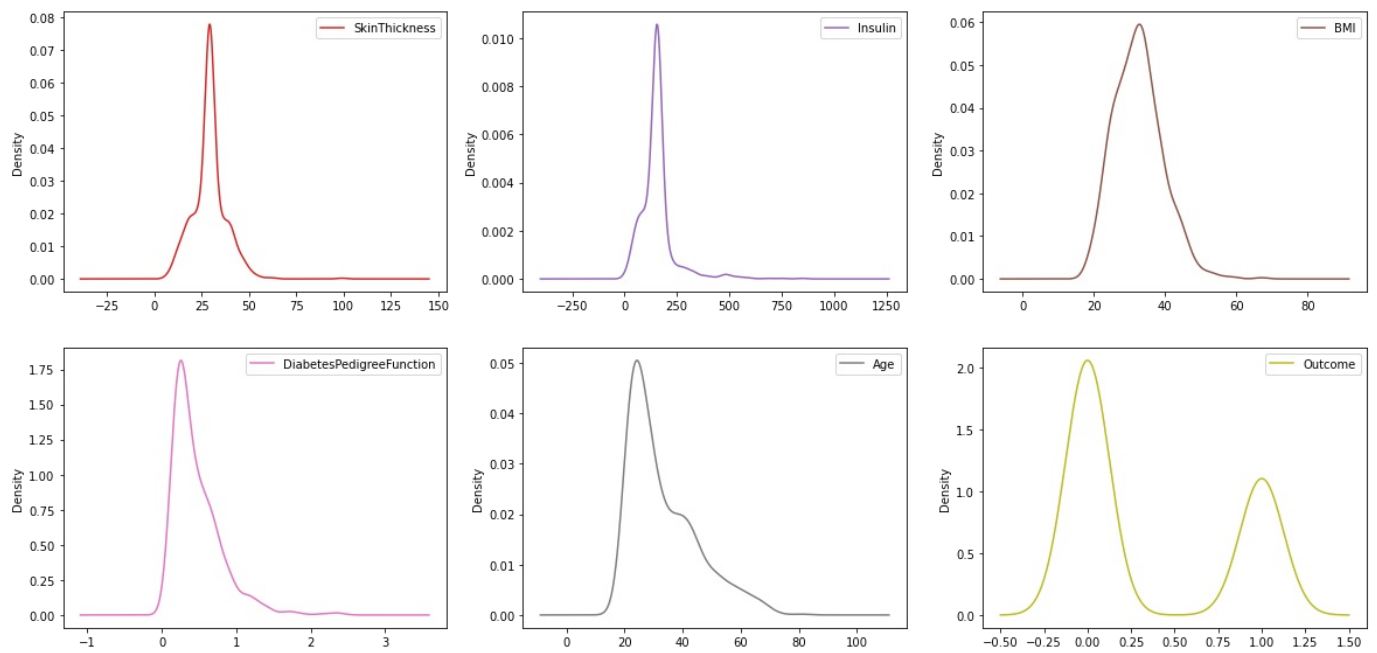 SkinThickness
Density
0.08
0.07
0.06
0.05
0.04
0.03
0.02
0.01
0.00
−25 0 25 50 75 100 125 150
Insulin
Density
0.010
0.008
0.006
0.004
0.002
0.000
−250 0 250 500 750 1000 1250
BMI
Density
0.06
0.05
0.04
0.03
0.02
0.01
0.00
0 20 40 60 80
DiabetesPedigreeFunction
Density
1.75
1.50
1.25
1.00
0.75
0.50
0.25
0.00
−1 0 1 2 3
Age
Density
0.05
0.04
0.03
0.02
0.01
0.00
0 20 40 60 80 100
Outcome
Density
2.0
1.5
1.0
0.5
0.0
−0.50 −0.25 0.00 0.25 0.50 0.75 1.00 1.25 1.50